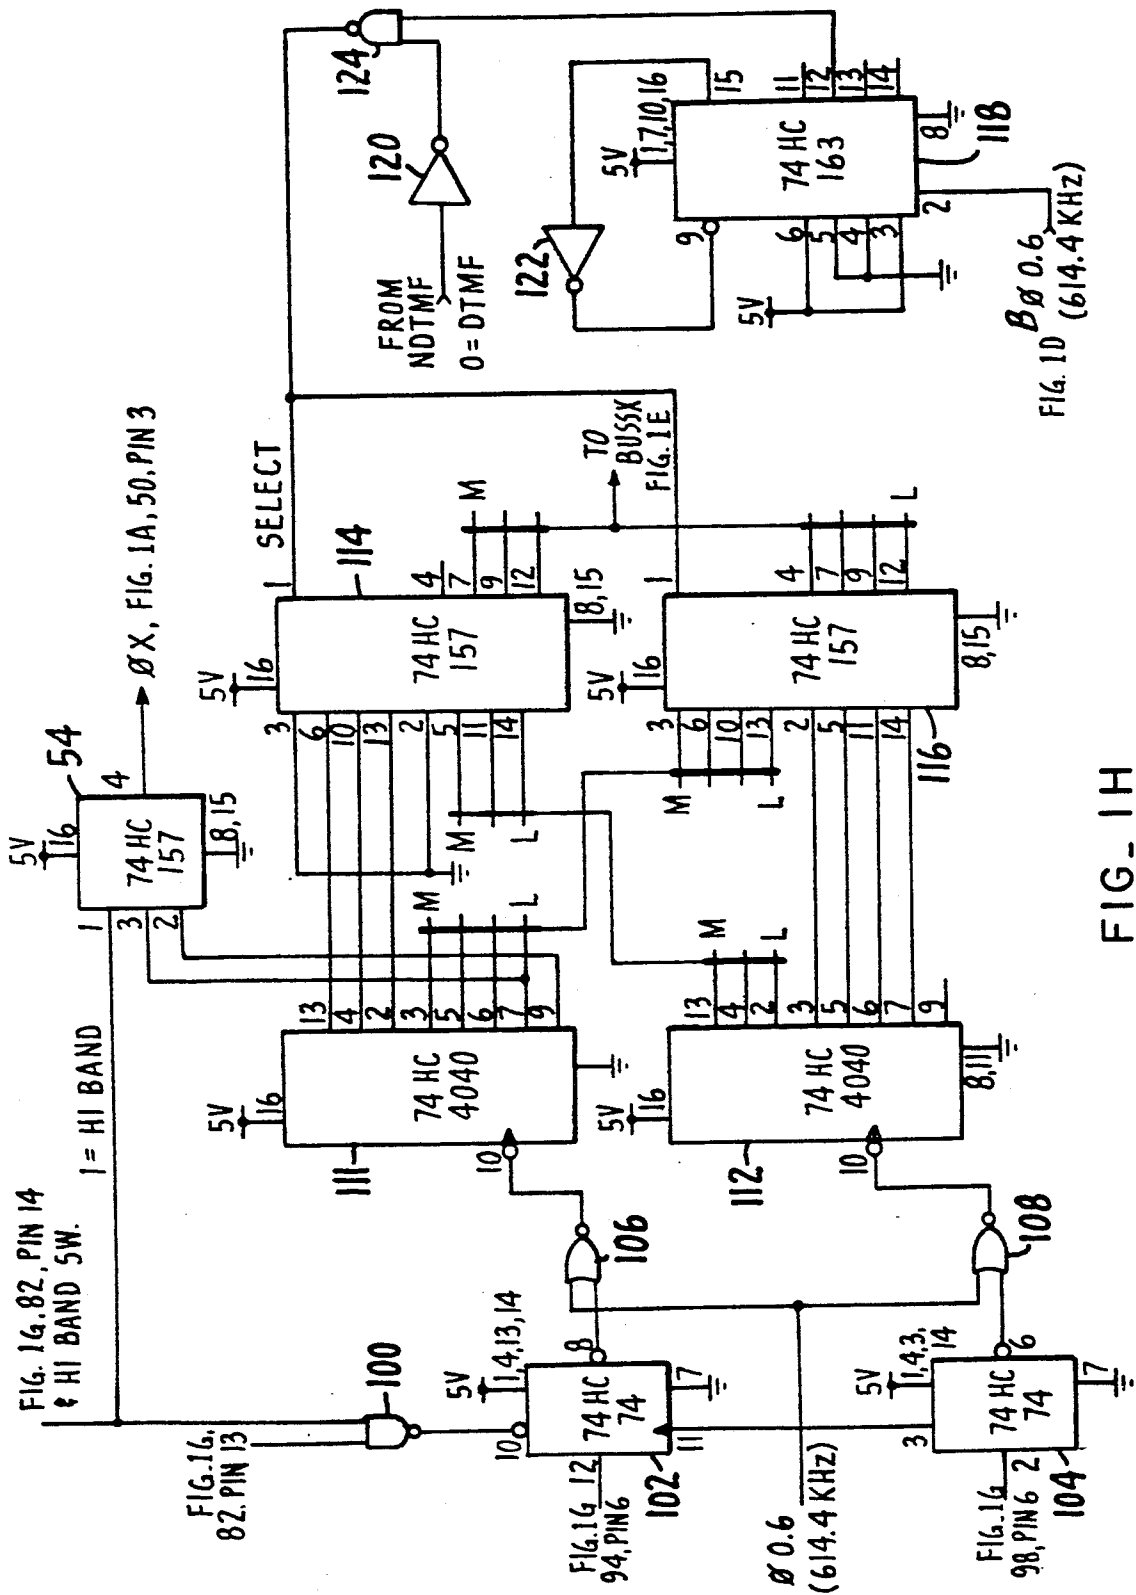 FIG. 1G. 82, PIN 14
& HI BAND SW.
1 = HI BAND
FIG. 1G,
82, PIN 13
100
5V
16
54
1
3
2
74 HC
157
4
8, 15
Ø X, FIG. 1A, 50, PIN 3
5V
1, 4, 13, 14
10
FIG. 1G 12
94, PIN 6
74 HC
74
8
7
11
102
106
Ø 0.6
(614.4 KHz)
5V
1, 4, 3,
14
3
FIG. 1G
98, PIN 6 2
74 HC
74
6
7
104
108
5V
16
111
10
74 HC
4040
13
4
2
3
5
6
7
9
M
L
5V
16
112
10
74 HC
4040
8, 11
13
4
2
3
5
6
7
9
M
L
5V
16
3
6
10
13
2
5
11
14
M
L
74 HC
157
114
1
SELECT
4
7
9
12
M
8, 15
5V
16
3
6
10
13
2
5
11
14
M
L
74 HC
157
116
1
4
7
9
12
L
8, 15
TO
BUSSX
FIG. 1E
FROM
NDTMF
0 = DTMF
120
124
122
5V
1, 7, 10, 16
15
9
5V
6
5
4
3
74 HC
163
11
12
13
14
8
118
2
FIG. 1D
B Ø 0.6
(614.4 KHz)
FIG_ 1H